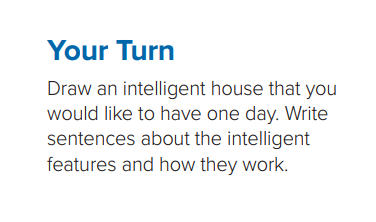 Your Turn
Draw an intelligent house that you
would like to have one day. Write
sentences about the intelligent
features and how they work.